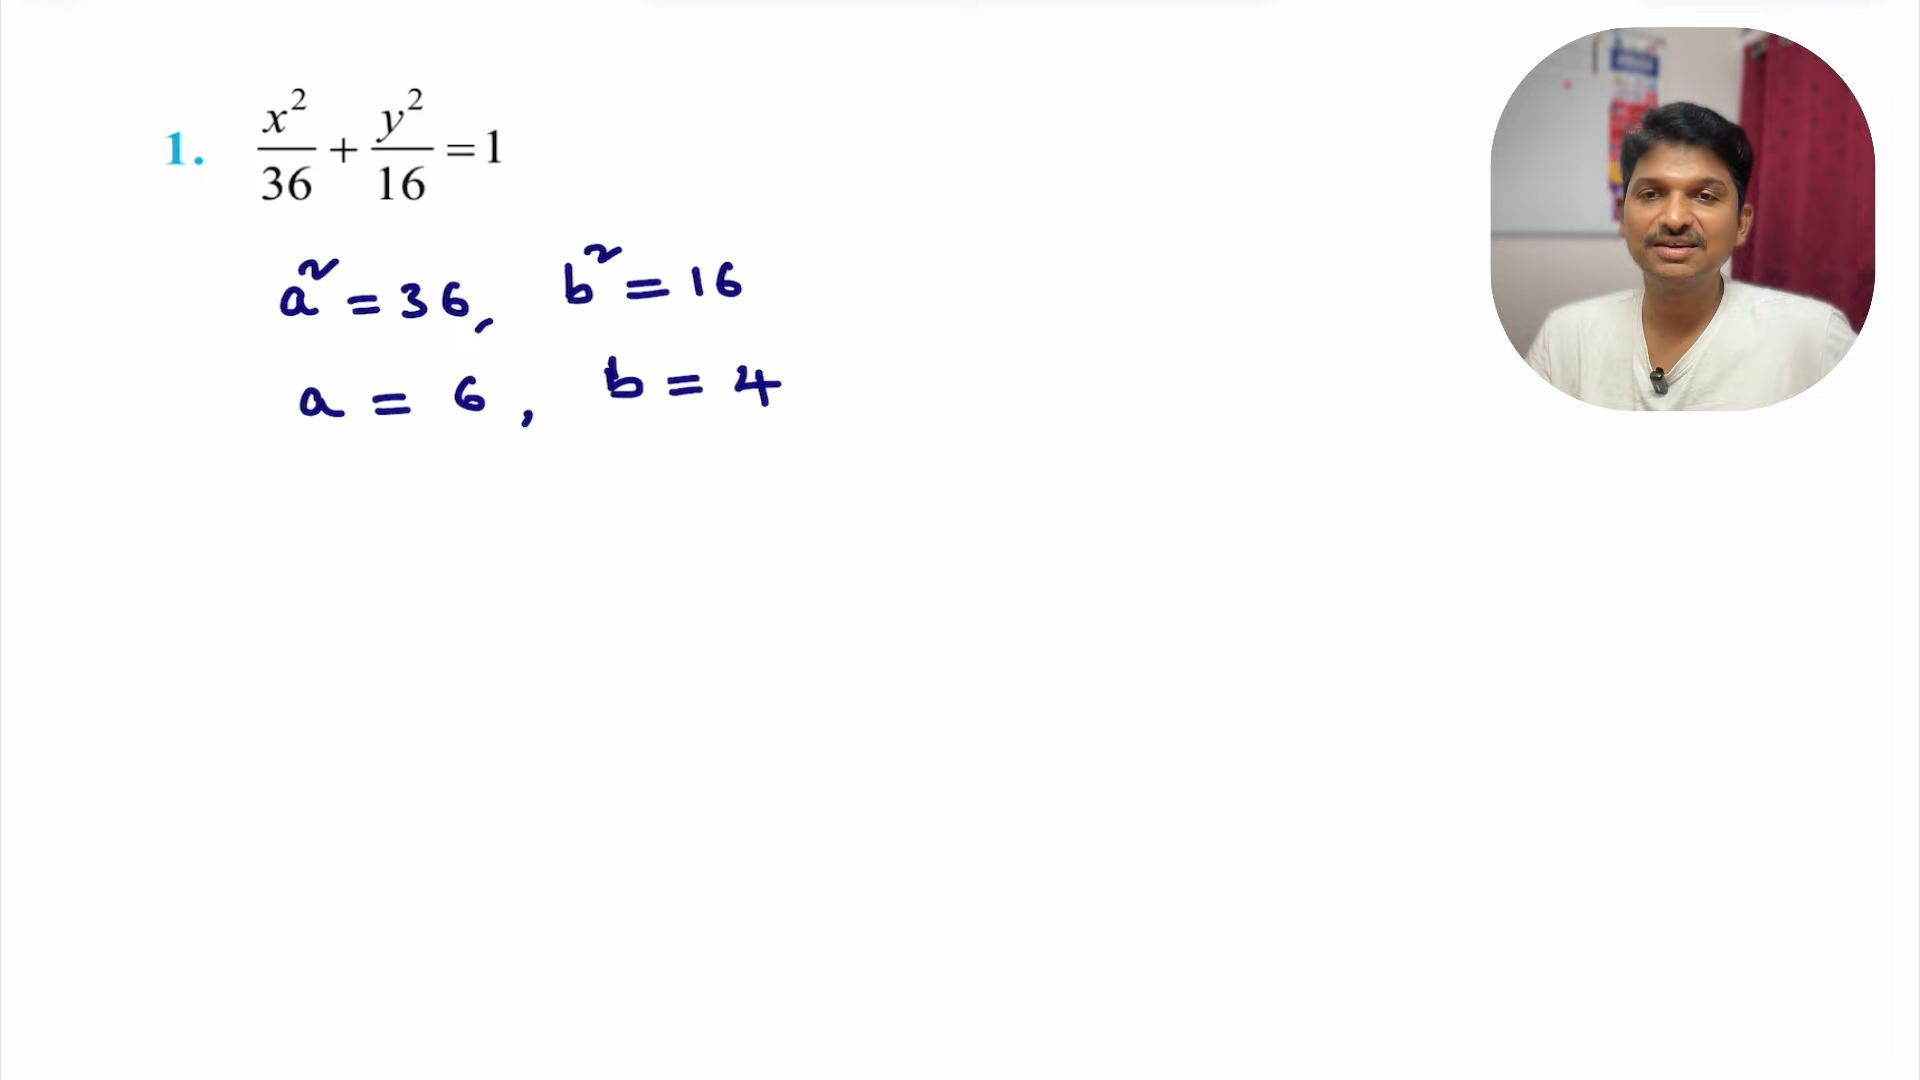 1. x²/36 + y²/16 = 1
a² = 36, b² = 16
a = 6, b = 4